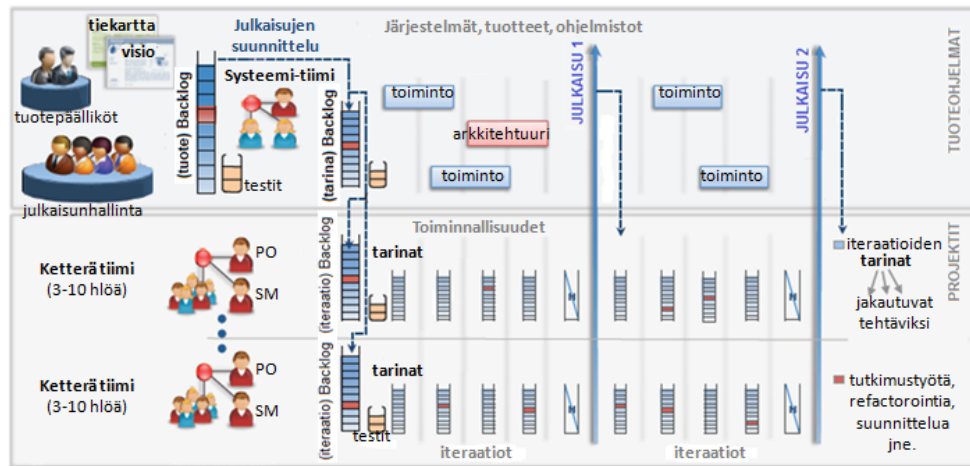 tiekartta
visio
tuotepäälliköt
julkaisunhallinta
(tuote) Backlog
Julkaisujen
suunnittelu
Systeemi-tiimi
testit
(tarina) Backlog
Järjestelmät, tuotteet, ohjelmistot
toiminto
arkkitehtuuri
toiminto
JULKAISU 1
toiminto
toiminto
JULKAISU 2
TUOTEOHJELMAT
Toiminnallisuudet
Ketterä tiimi
(3-10 hlöä)
PO
SM
(iteraatio) Backlog
tarinat
H
H
iteraatioiden
tarinat
jakautuvat
tehtäviksi
PROJEKTIT
Ketterä tiimi
(3-10 hlöä)
PO
SM
(iteraatio) Backlog
tarinat
testit
H
H
iteraatiot
iteraatiot
tutkimustyötä,
refactorointia,
suunnittelua
jne.